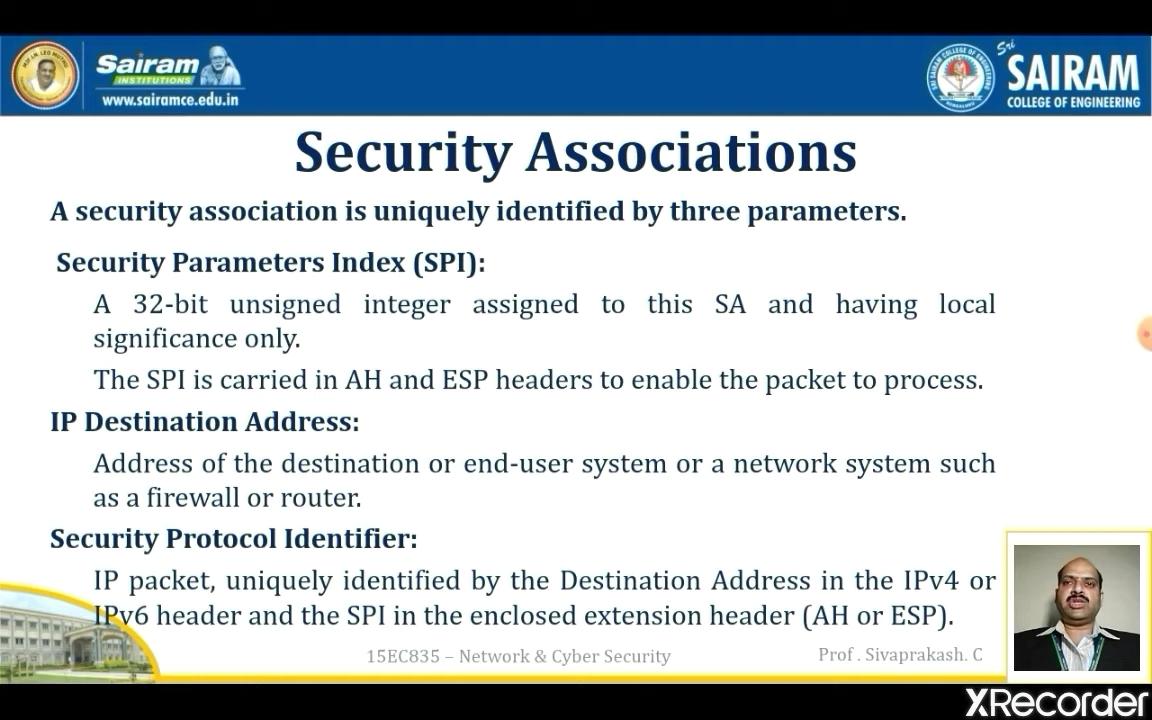 Sairam
INSTITUTIONS
www.sairamce.edu.in
Sri
SAIRAM
COLLEGE OF ENGINEERING
Security Associations
A security association is uniquely identified by three parameters.
Security Parameters Index (SPI):
A 32-bit unsigned integer assigned to this SA and having local
significance only.
The SPI is carried in AH and ESP headers to enable the packet to process.
IP Destination Address:
Address of the destination or end-user system or a network system such
as a firewall or router.
Security Protocol Identifier:
IP packet, uniquely identified by the Destination Address in the IPv4 or
IPv6 header and the SPI in the enclosed extension header (AH or ESP).
15EC835 – Network & Cyber Security
Prof . Sivaprakash. C
XRecorder